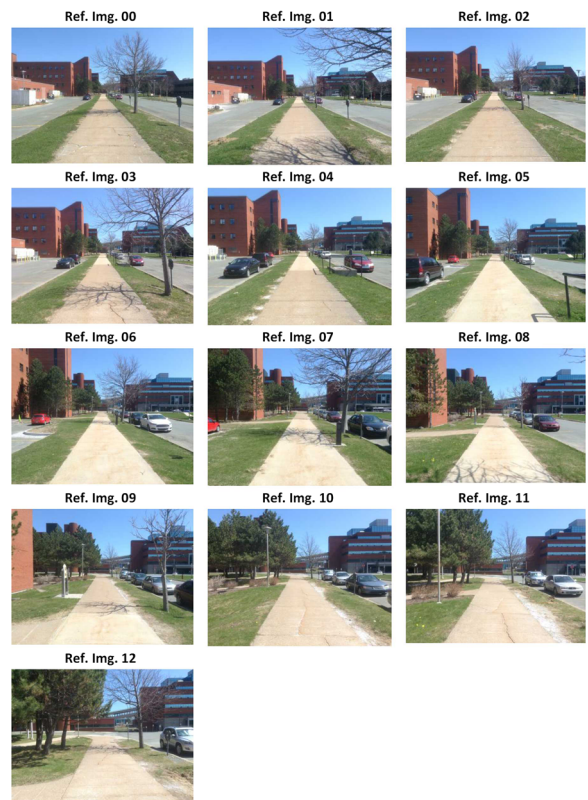 Ref. Img. 00
Ref. Img. 01
Ref. Img. 02
Ref. Img. 03
Ref. Img. 04
Ref. Img. 05
Ref. Img. 06
Ref. Img. 07
Ref. Img. 08
Ref. Img. 09
Ref. Img. 10
Ref. Img. 11
Ref. Img. 12